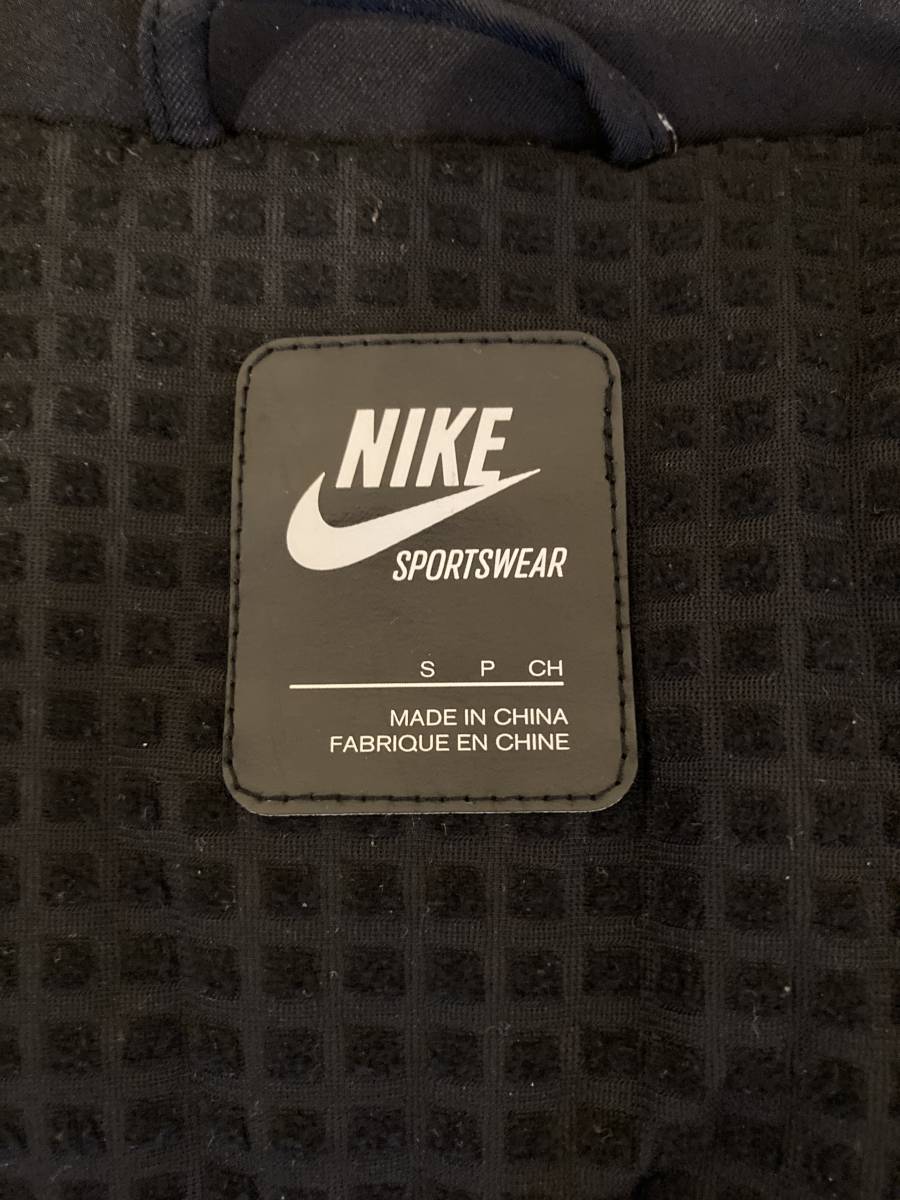 NIKE
SPORTSWEAR
S P CH
MADE IN CHINA
FABRIQUE EN CHINE